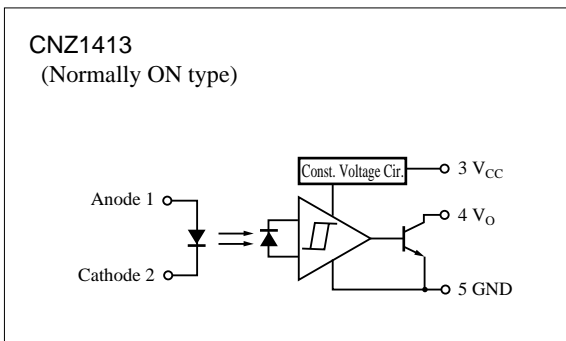 CNZ1413
(Normally ON type)
Const. Voltage Cir.
3 VCC
Anode 1
4 VO
Cathode 2
5 GND